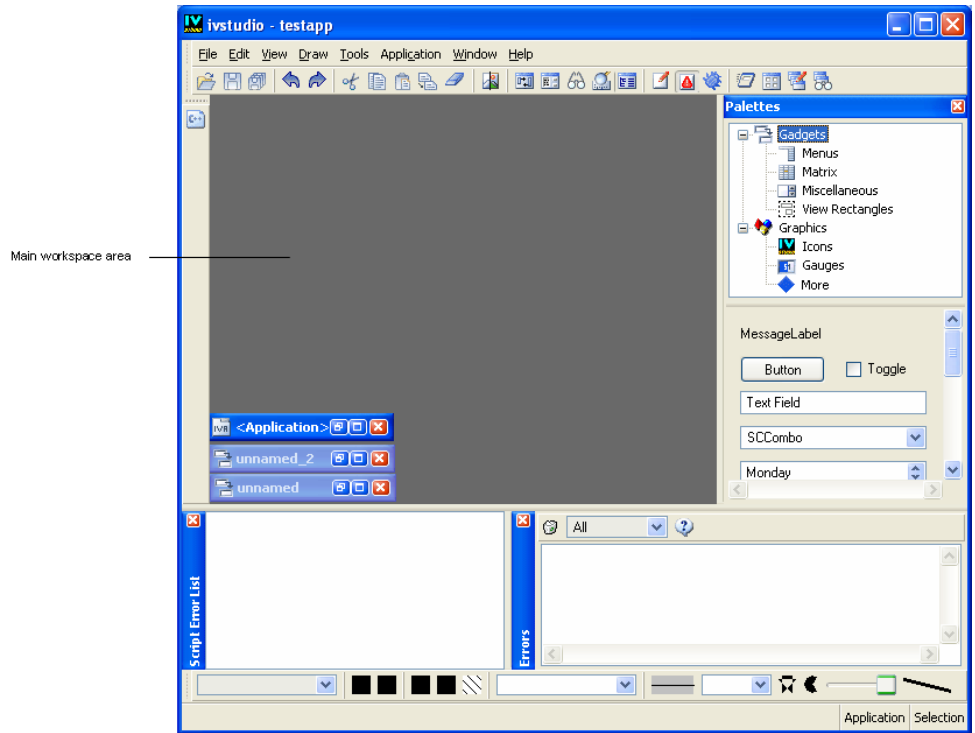 ivstudio - testapp
File Edit View Draw Tools Application Window Help
Palettes
Gadgets
Menus
Matrix
Miscellaneous
View Rectangles
Graphics
Icons
Gauges
More
Main workspace area
MessageLabel
Button Toggle
Text Field
SCCombo
Monday
<Application>
unnamed_2
unnamed
Script Error List
Errors
All
Application Selection